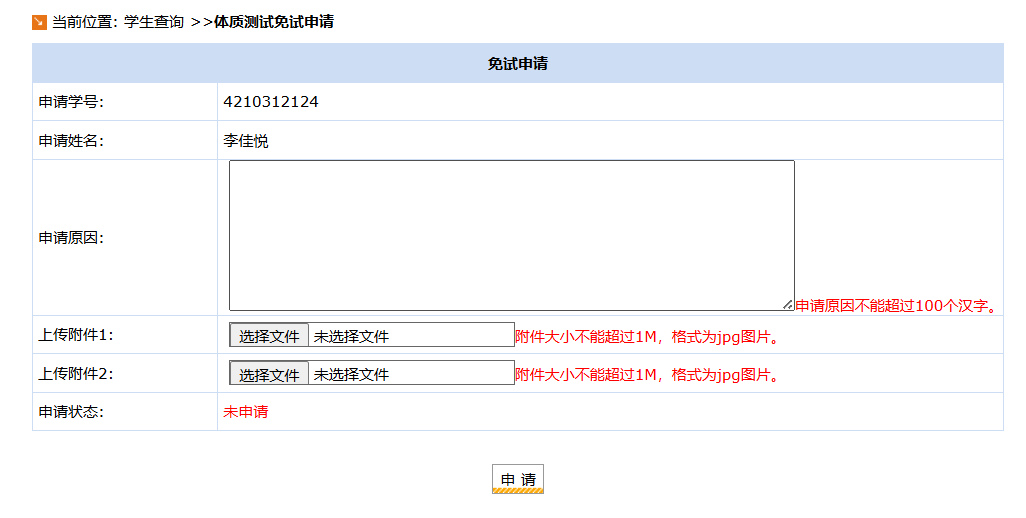 当前位置：学生查询 >>体质测试免试申请
免试申请
申请学号： 4210312124
申请姓名： 李佳悦
申请原因： 申请原因不能超过100个汉字。
上传附件1： 选择文件 未选择文件 附件大小不能超过1M，格式为jpg图片。
上传附件2： 选择文件 未选择文件 附件大小不能超过1M，格式为jpg图片。
申请状态： 未申请
申 请